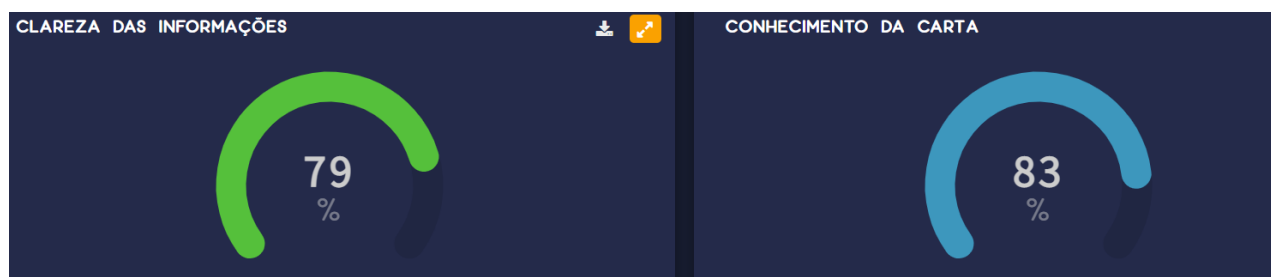 CLAREZA DAS INFORMAÇÕES
79
%
CONHECIMENTO DA CARTA
83
%